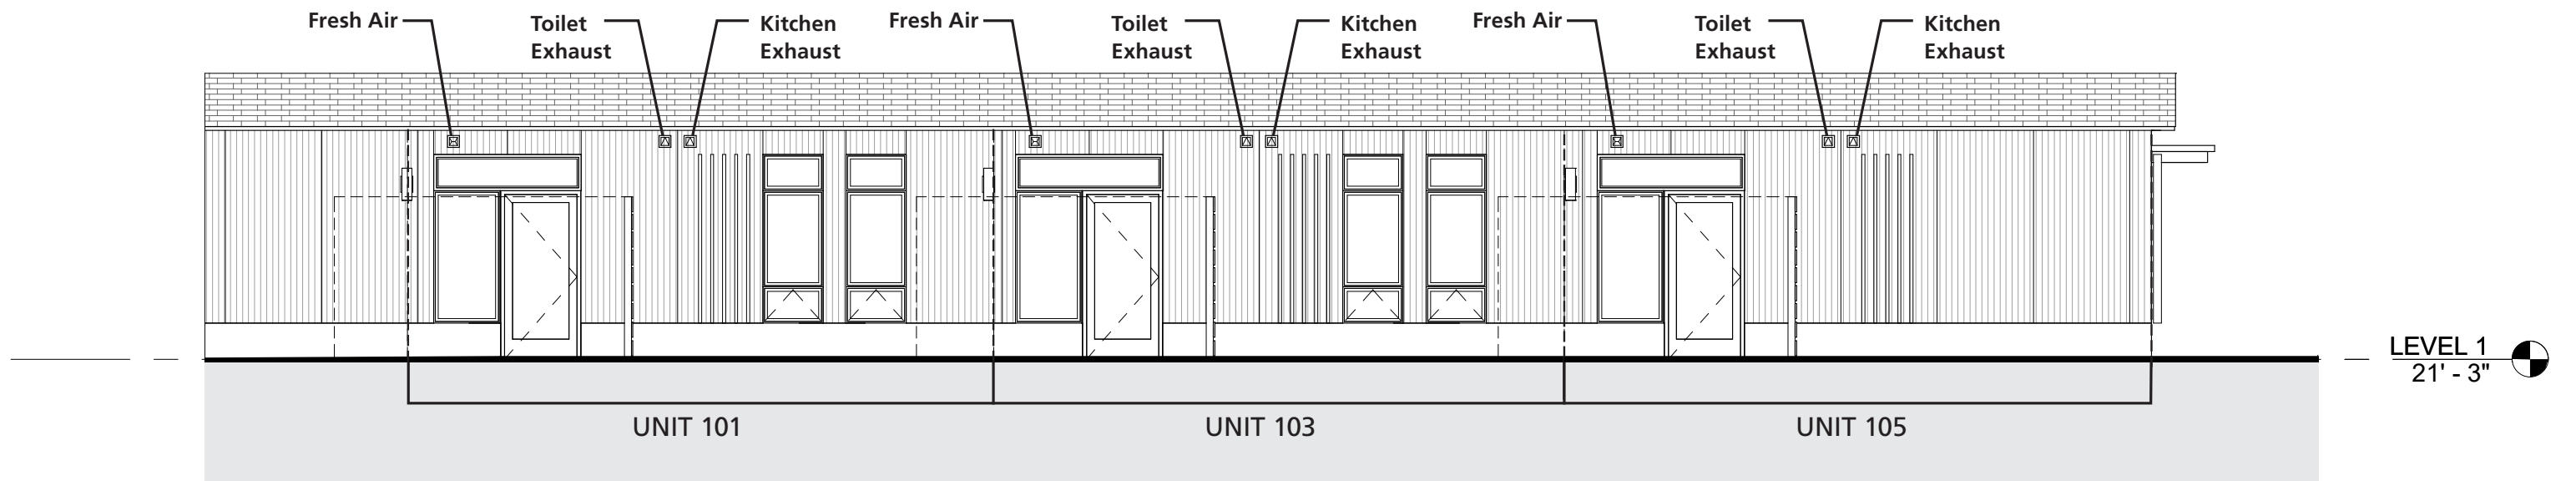 Fresh Air
Toilet
Exhaust
Kitchen
Exhaust
Fresh Air
Toilet
Exhaust
Kitchen
Exhaust
Fresh Air
Toilet
Exhaust
Kitchen
Exhaust
LEVEL 1
21' - 3"
UNIT 101
UNIT 103
UNIT 105